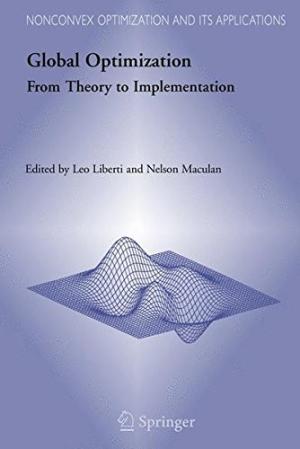 NONCONVEX OPTIMIZATION AND ITS APPLICATIONS
Global Optimization
From Theory to Implementation
Edited by Leo Liberti and Nelson Maculan
Springer